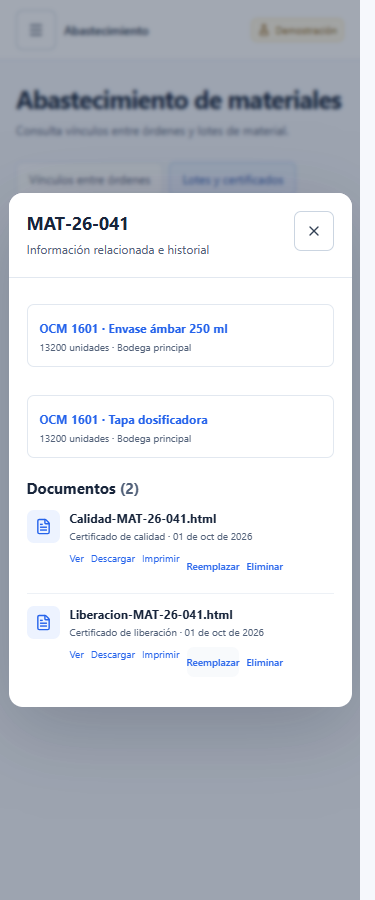 Abastecimiento
Demostración
Abastecimiento de materiales
Consulta vínculos entre órdenes y lotes de material.
Vínculos entre órdenes
Lotes y certificados
MAT-26-041
Información relacionada e historial
OCM 1601 · Envase ámbar 250 ml
13200 unidades · Bodega principal
OCM 1601 · Tapa dosificadora
13200 unidades · Bodega principal
Documentos (2)
Calidad-MAT-26-041.html
Certificado de calidad · 01 de oct de 2026
Ver Descargar Imprimir Reemplazar Eliminar
Liberacion-MAT-26-041.html
Certificado de liberación · 01 de oct de 2026
Ver Descargar Imprimir Reemplazar Eliminar